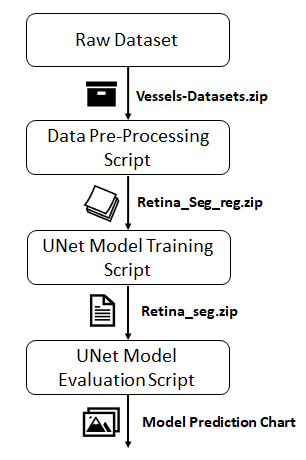 Raw Dataset
Vessels-Datasets.zip
Data Pre-Processing
Script
Retina_Seg_reg.zip
UNet Model Training
Script
Retina_seg.zip
UNet Model
Evaluation Script
Model Prediction Chart